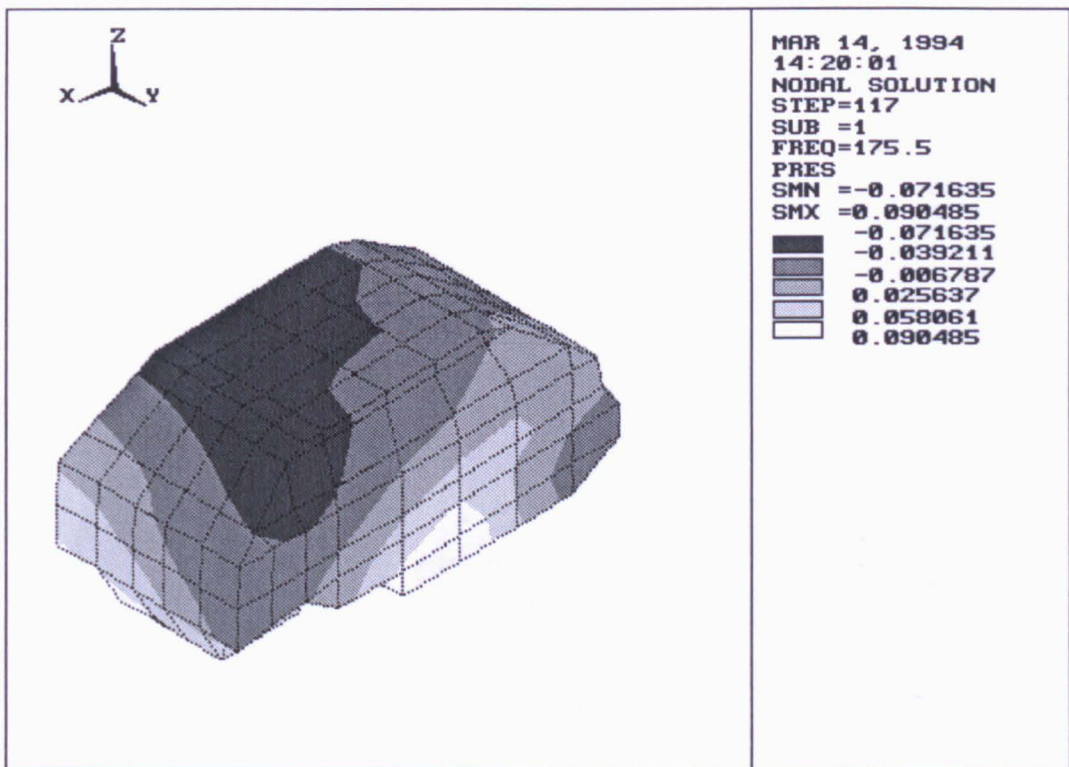 Z
X Y
MAR 14, 1994
14:20:01
NODAL SOLUTION
STEP=117
SUB =1
FREQ=175.5
PRES
SMN =-0.071635
SMX =0.090485
-0.071635
-0.039211
-0.006787
0.025637
0.058061
0.090485